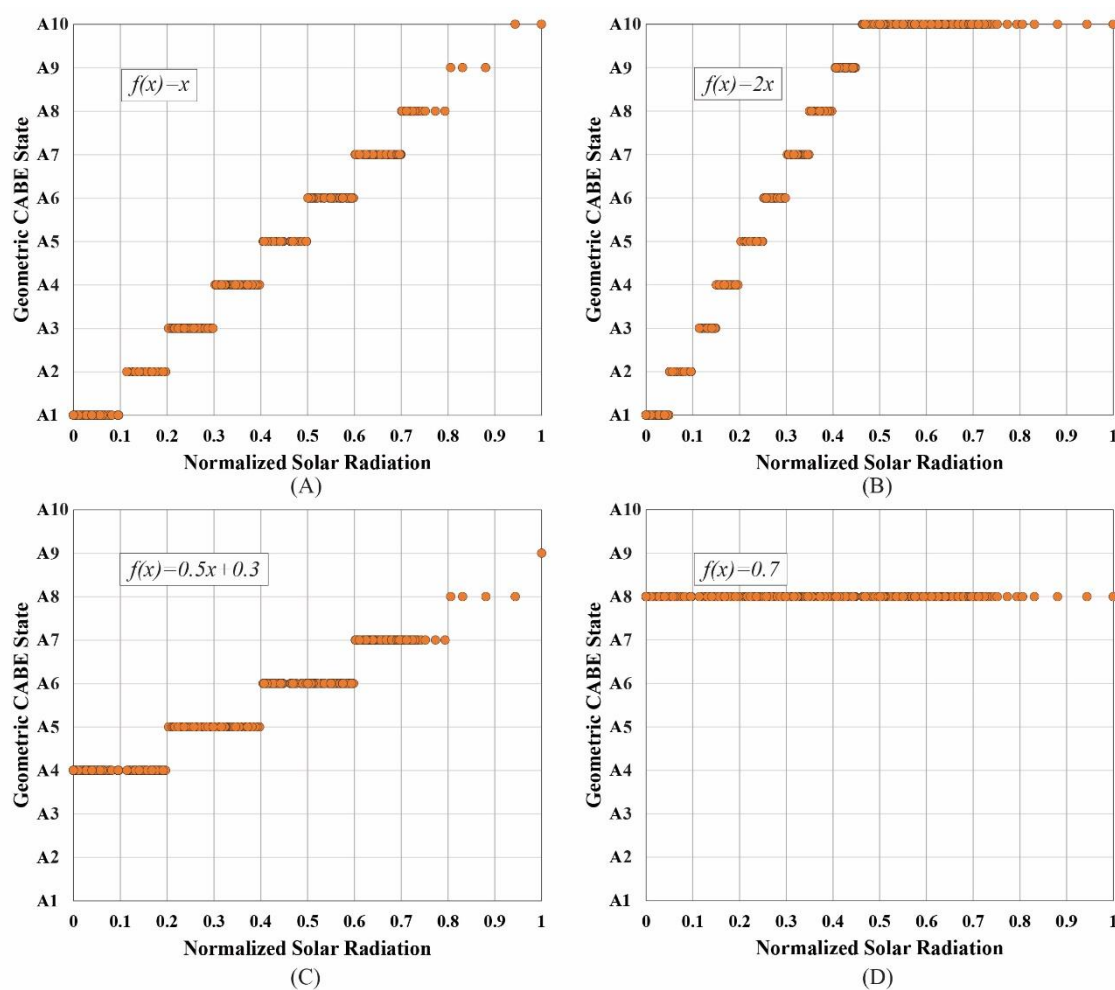 A10
A9
A8
A7
A6
A5
A4
A3
A2
A1
Geometric CABE State
f(x)−x
0 0.1 0.2 0.3 0.4 0.5 0.6 0.7 0.8 0.9 1
Normalized Solar Radiation
(A)
A10
A9
A8
A7
A6
A5
A4
A3
A2
A1
Geometric CABE State
f(x)−2x
0 0.1 0.2 0.3 0.4 0.5 0.6 0.7 0.8 0.9 1
Normalized Solar Radiation
(B)
A10
A9
A8
A7
A6
A5
A4
A3
A2
A1
Geometric CABE State
f(x)=0.5x+0.3
0 0.1 0.2 0.3 0.4 0.5 0.6 0.7 0.8 0.9 1
Normalized Solar Radiation
(C)
A10
A9
A8
A7
A6
A5
A4
A3
A2
A1
Geometric CABE State
f(x)=0.7
0 0.1 0.2 0.3 0.4 0.5 0.6 0.7 0.8 0.9 1
Normalized Solar Radiation
(D)